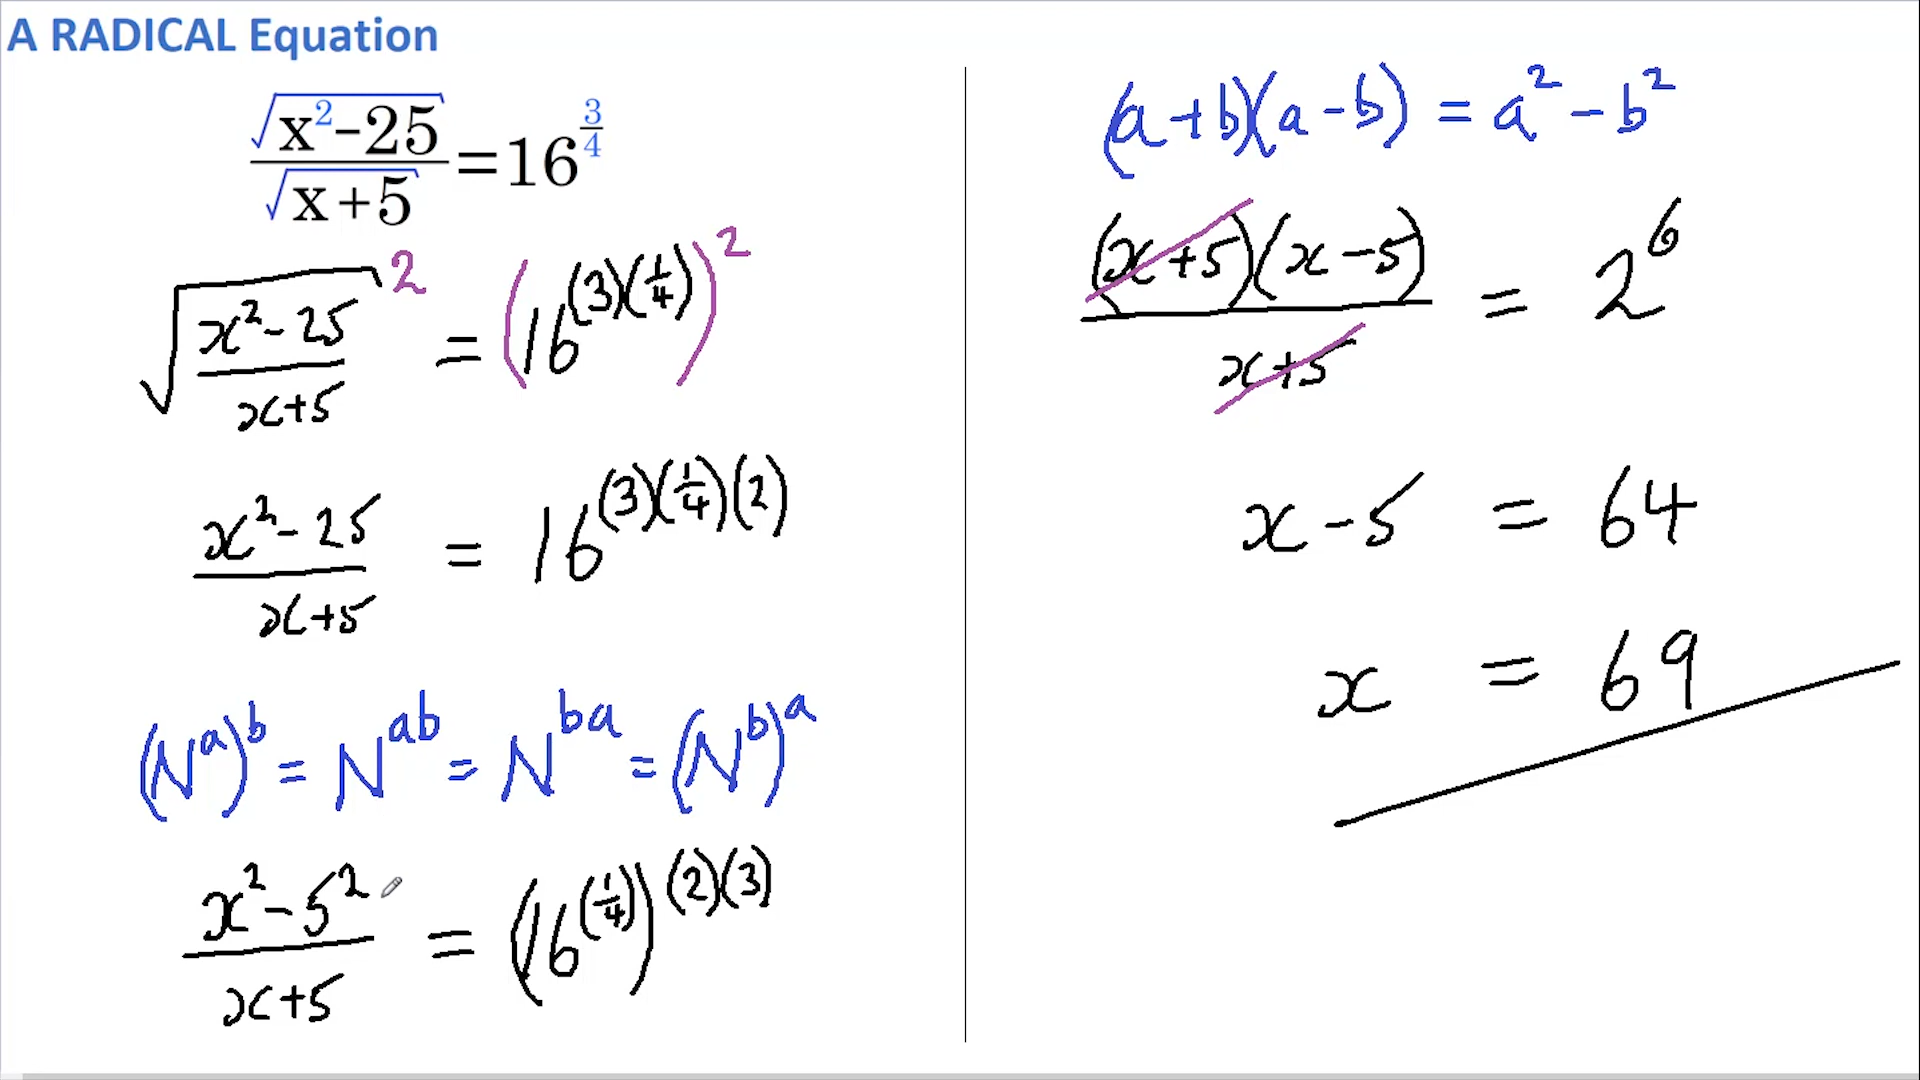 A RADICAL Equation
√(x²-25) / √(x+5) = 16^(3/4)
√((x²-25)/(x+5))² = (16^((3)(1/4)))²
(x²-25)/(x+5) = 16^((3)(1/4)(2))
(N^a)^b = N^(ab) = N^(ba) = (N^b)^a
(x²-5²)/(x+5) = (16^(1/4))^((2)(3))
(a+b)(a-b) = a²-b²
(x+5)(x-5)/(x+5) = 2⁶
x-5 = 64
x = 69